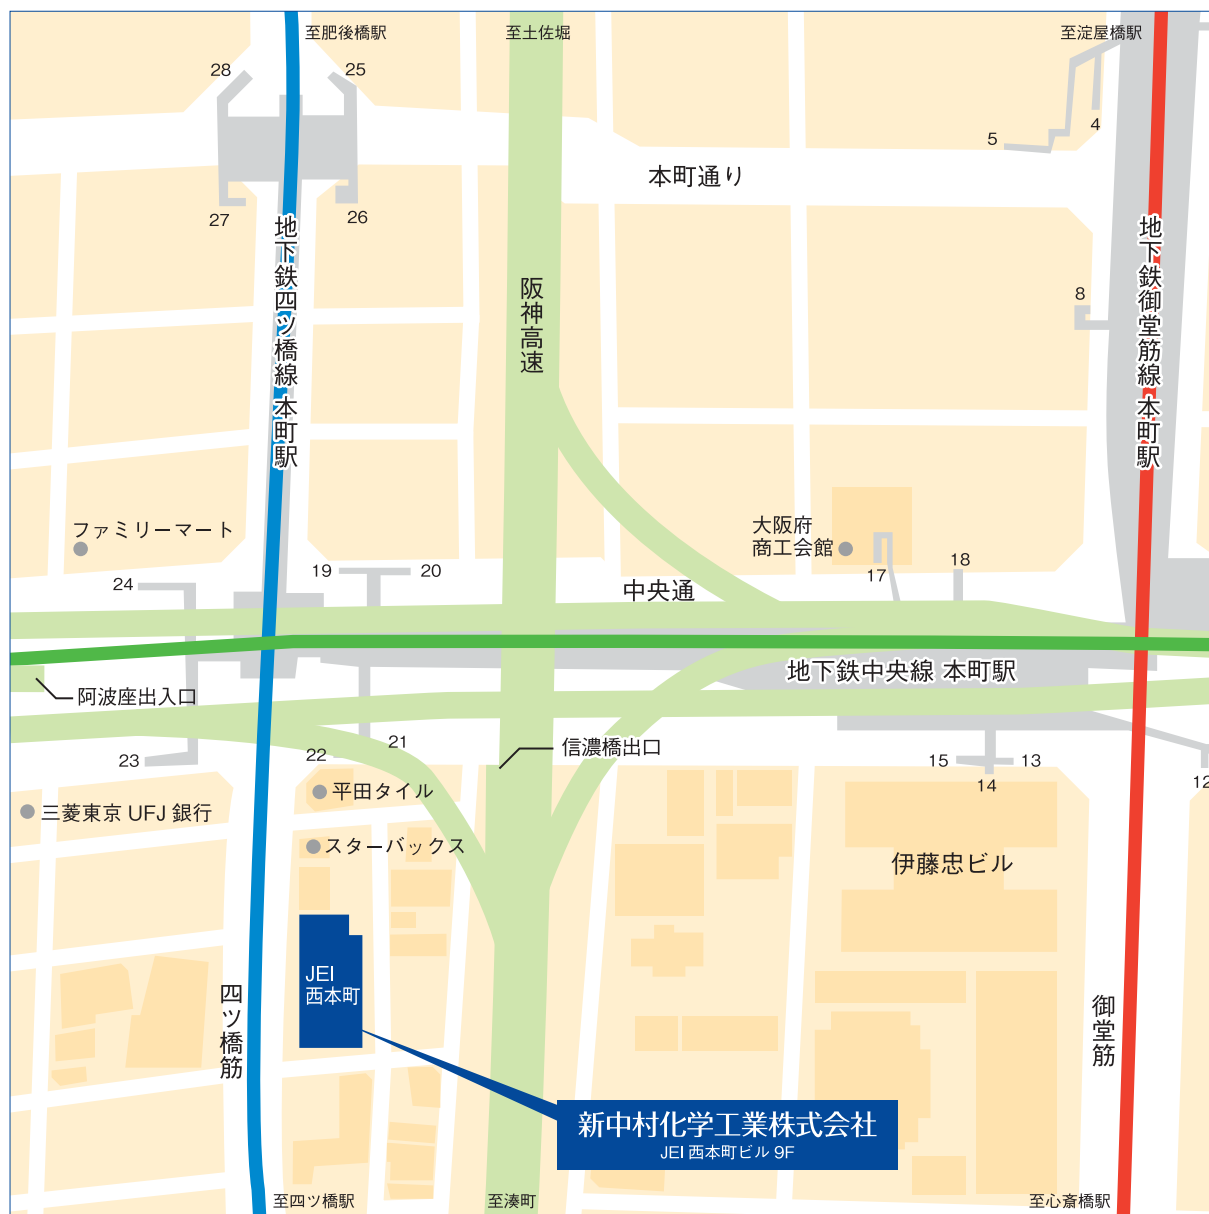 至肥後橋駅
至土佐堀
至淀屋橋駅
28
25
4
5
本町通り
27
26
地下鉄四ツ橋線 本町駅
阪神高速
地下鉄御堂筋線 本町駅
8
ファミリーマート
大阪府
商工会館
24
19
20
17
18
中央通
地下鉄中央線 本町駅
阿波座出入口
信濃橋出口
23
22
21
15
13
14
12
平田タイル
三菱東京 UFJ 銀行
スターバックス
伊藤忠ビル
JEI
西本町
四ツ橋筋
御堂筋
新中村化学工業株式会社
JEI 西本町ビル 9F
至四ツ橋駅
至湊町
至心斎橋駅